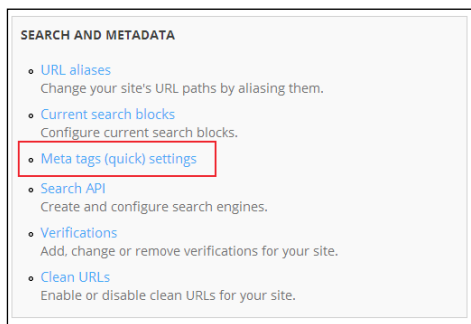 SEARCH AND METADATA
URL aliases
Change your site's URL paths by aliasing them.
Current search blocks
Configure current search blocks.
Meta tags (quick) settings
Search API
Create and configure search engines.
Verifications
Add, change or remove verifications for your site.
Clean URLs
Enable or disable clean URLs for your site.